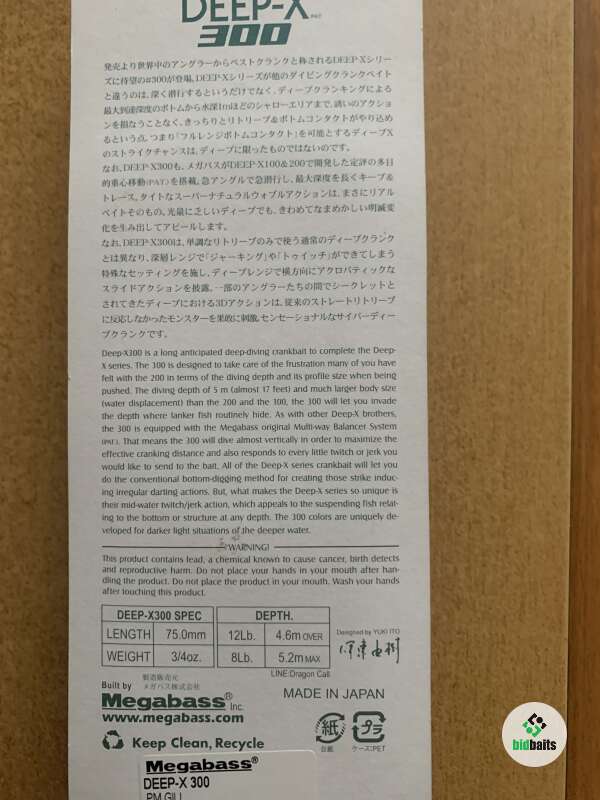 DEEP-X
300
発売より世界中のアングラーからベストクランクと称されるDEEP-Xシリー
ズに待望の#300が登場。DEEP-Xシリーズが他のダイビングクランクベイト
と違うのは、深く潜行するというだけでなく、ディープクランキングによる
最大到達深度のボトムから水深1mほどのシャローエリアまで、誘いのアクショ
ンを損なうことなく、きっちりとリトリーブ&ボトムコンタクトがやり込め
るという点。つまり「フルレンジボトムコンタクト」を可能とするディープX
のストライクチャンスは、ディープに限ったものではないのです。
なお、DEEP-X300も、メガバスがDEEP-X100&200で開発した定評の多目
的重心移動(PAT)を搭載。急アングルで急潜行し、最大深度を長くキープ&
トレース。タイトなスーパーナチュラルウォブルアクションは、まさにリアル
ベイトそのもの。光量に乏しいディープでも、きわめてなまめかしい明滅変
化を生み出してアピールします。
なお、DEEP-X300は、単調なリトリーブのみで使う通常のディープクランク
とは異なり、深層レンジで「ジャーキング」や「トゥイッチ」ができてしまう
特殊なセッティングを施し、ディープレンジで横方向にアクロバティックな
スライドアクションを披露。一部のアングラーたちの間でシークレットと
されてきたディープにおける3Dアクションは、従来のストレートリトリーブ
に反応しなかったモンスターを果敢に刺激。センセーショナルなサイバーディー
プクランクです。
Deep-X300 is a long anticipated deep-diving crankbait to complete the Deep-
X series. The 300 is designed to take care of the frustration many of you have
felt with the 200 in terms of the diving depth and its profile size when being
pushed. The diving depth of 5 m (almost 17 feet) and much larger body size
(water displacement) than the 200 and the 100, the 300 will let you invade
the depth where lanker fish routinely hide. As with other Deep-X brothers,
the 300 is equipped with the Megabass original Multi-way Balancer System
(PAT.). That means the 300 will dive almost vertically in order to maximize the
effective cranking distance and also responds to every little twitch or jerk you
would like to send to the bait. All of the Deep-X series crankbait will let you
do the conventional bottom-digging method for creating those strike induc-
ing irregular darting actions. But, what makes the Deep-X series so unique is
their mid-water twitch/jerk action, which appeals to the suspending fish relat-
ing to the bottom or structure at any depth. The 300 colors are uniquely de-
veloped for darker light situations of the deeper water.
WARNING!
This product contains lead, a chemical known to cause cancer, birth detects
and reproductive harm. Do not place your hands in your mouth after han-
dling the product. Do not place the product in your mouth. Wash your hands
after touching this product.
DEEP-X300 SPEC DEPTH.
LENGTH 75.0mm 12Lb. 4.6m OVER
WEIGHT 3/4oz. 8Lb. 5.2m MAX
LINE:Dragon Call
Designed by YUKI ITO
伊東由樹
製造販売元
Built by メガバス株式会社
Megabass® Inc.
www.megabass.com
MADE IN JAPAN
Keep Clean, Recycle
紙 プラ
台紙 ケース:PET
Megabass®
DEEP-X 300
PM GILL
bidbaits